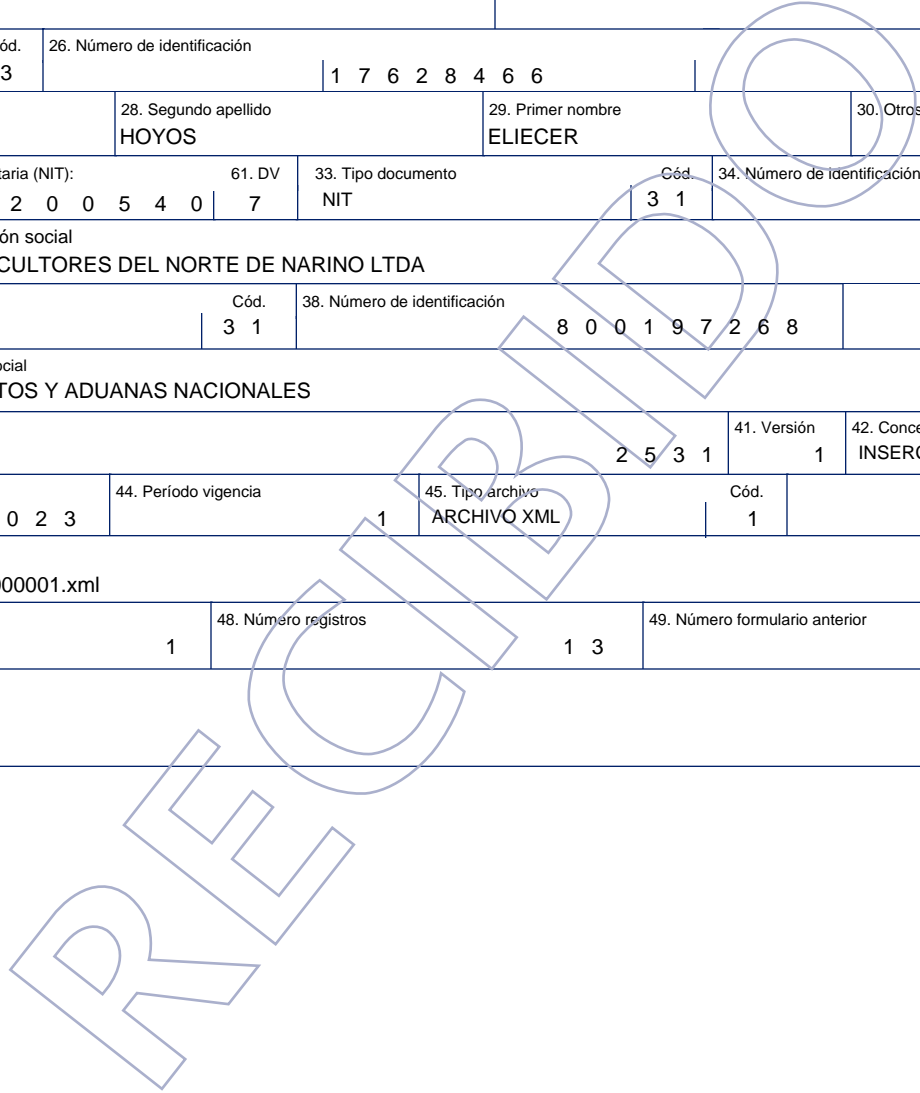 ód. 26. Número de identificación
3 1 7 6 2 8 4 6 6
28. Segundo apellido 29. Primer nombre 30. Otros
HOYOS ELIECER
taria (NIT): 61. DV 33. Tipo documento Cód. 34. Número de identificación
2 0 0 5 4 0 7 NIT 3 1
ón social
CULTORES DEL NORTE DE NARINO LTDA
Cód. 38. Número de identificación
3 1 8 0 0 1 9 7 2 6 8
ocial
TOS Y ADUANAS NACIONALES
41. Versión 42. Conce
2 5 3 1 1 INSERC
44. Período vigencia 45. Tipo archivo Cód.
0 2 3 1 ARCHIVO XML 1
000001.xml
48. Número registros 49. Número formulario anterior
1 1 3
RECIBIDO